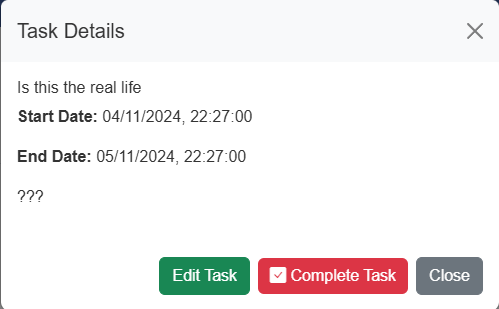 Task Details
Is this the real life
Start Date: 04/11/2024, 22:27:00
End Date: 05/11/2024, 22:27:00
???
Edit Task Complete Task Close